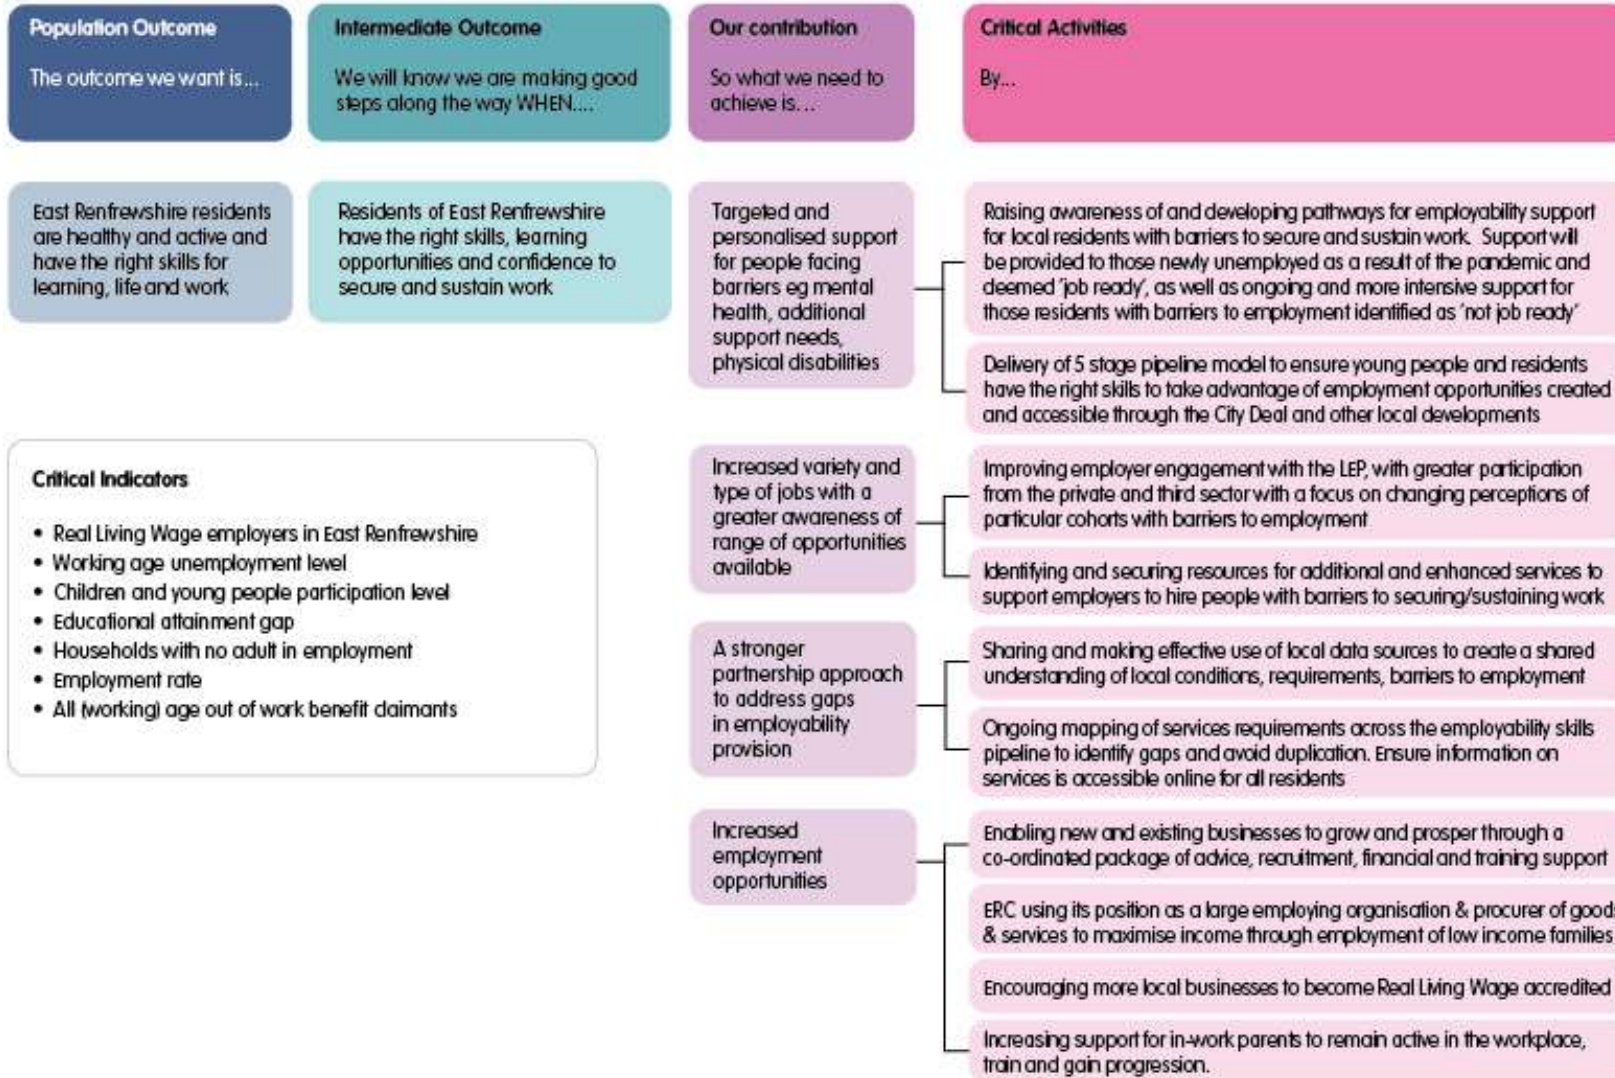 Population Outcome
The outcome we want is...
Intermediate Outcome
We will know we are making good
steps along the way WHEN....
Our contribution
So what we need to
achieve is...
Critical Activities
By...
East Renfrewshire residents
are healthy and active and
have the right skills for
learning, life and work
Residents of East Renfrewshire
have the right skills, learning
opportunities and confidence to
secure and sustain work
Targeted and
personalised support
for people facing
barriers eg mental
health, additional
support needs,
physical disabilities
Raising awareness of and developing pathways for employability support
for local residents with barriers to secure and sustain work. Support will
be provided to those newly unemployed as a result of the pandemic and
deemed 'job ready', as well as ongoing and more intensive support for
those residents with barriers to employment identified as 'not job ready'
Delivery of 5 stage pipeline model to ensure young people and residents
have the right skills to take advantage of employment opportunities created
and accessible through the City Deal and other local developments
Critical Indicators
• Real Living Wage employers in East Renfrewshire
• Working age unemployment level
• Children and young people participation level
• Educational attainment gap
• Households with no adult in employment
• Employment rate
• All (working) age out of work benefit claimants
Increased variety and
type of jobs with a
greater awareness of
range of opportunities
available
Improving employer engagement with the LEP, with greater participation
from the private and third sector with a focus on changing perceptions of
particular cohorts with barriers to employment
Identifying and securing resources for additional and enhanced services to
support employers to hire people with barriers to securing/sustaining work
A stronger
partnership approach
to address gaps
in employability
provision
Sharing and making effective use of local data sources to create a shared
understanding of local conditions, requirements, barriers to employment
Ongoing mapping of services requirements across the employability skills
pipeline to identify gaps and avoid duplication. Ensure information on
services is accessible online for all residents
Increased
employment
opportunities
Enabling new and existing businesses to grow and prosper through a
co-ordinated package of advice, recruitment, financial and training support
ERC using its position as a large employing organisation & procurer of goods
& services to maximise income through employment of low income families
Encouraging more local businesses to become Real Living Wage accredited
Increasing support for in-work parents to remain active in the workplace,
train and gain progression.